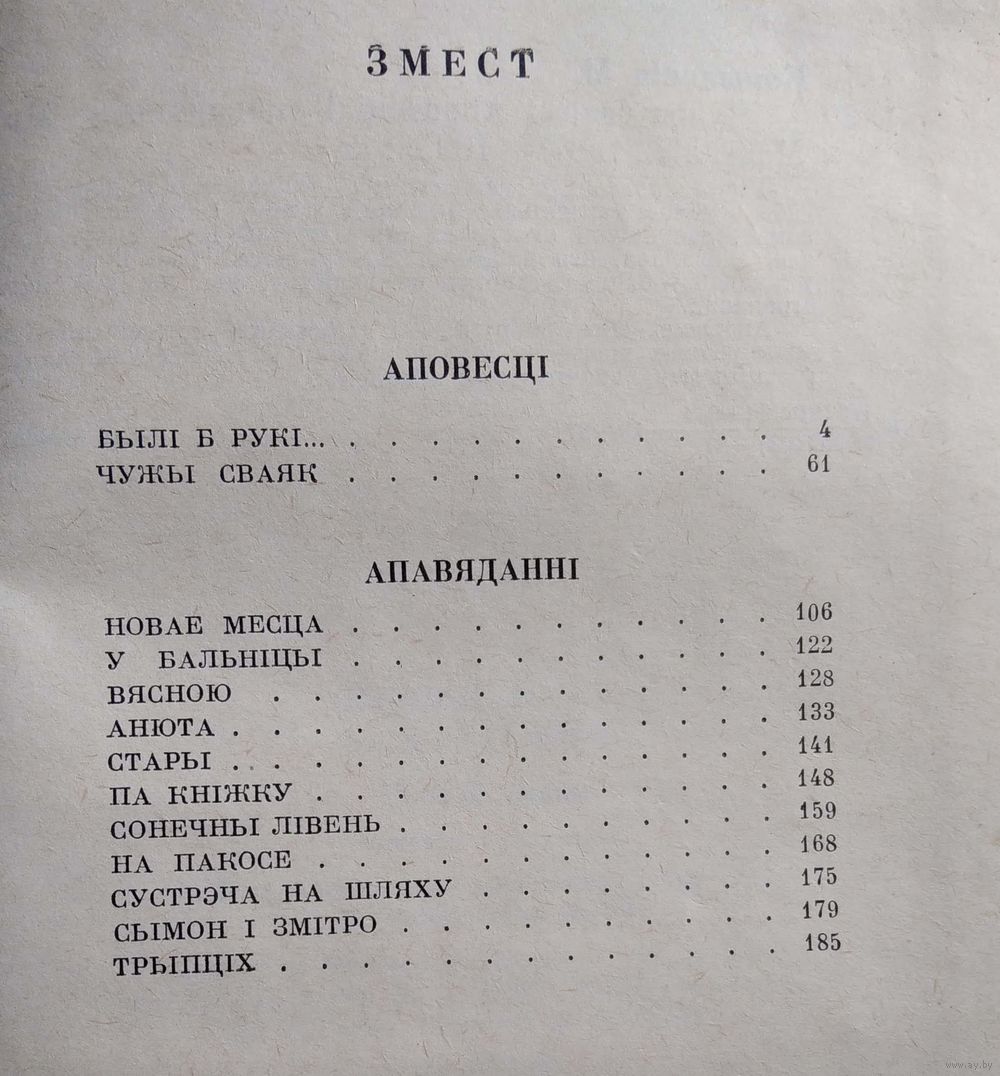 ЗМЕСТ
АПОВЕСЦІ
БЫЛІ Б РУКІ... . . . . . . . . . . . 4
ЧУЖЫ СВАЯК . . . . . . . . . . . 61
АПАВЯДАННІ
НОВАЕ МЕСЦА . . . . . . . . . . . 106
У БАЛЬНІЦЫ . . . . . . . . . . . 122
ВЯСНОЮ . . . . . . . . . . . . . 128
АНЮТА . . . . . . . . . . . . . . 133
СТАРЫ . . . . . . . . . . . . . . 141
ПА КНІЖКУ . . . . . . . . . . . . 148
СОНЕЧНЫ ЛІВЕНЬ . . . . . . . . . . 159
НА ПАКОСЕ . . . . . . . . . . . . 168
СУСТРЭЧА НА ШЛЯХУ . . . . . . . . 175
СЫМОН І ЗМІТРО . . . . . . . . . . 179
ТРЫПЦІХ . . . . . . . . . . . . . 185
www.ay.by